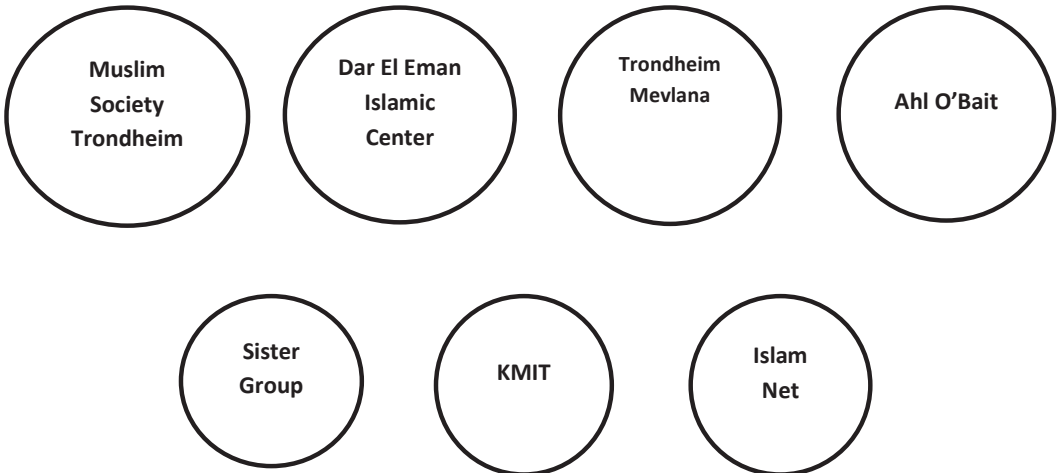 Muslim
Society
Trondheim
Dar El Eman
Islamic
Center
Trondheim
Mevlana
Ahl O’Bait
Sister
Group
KMIT
Islam
Net